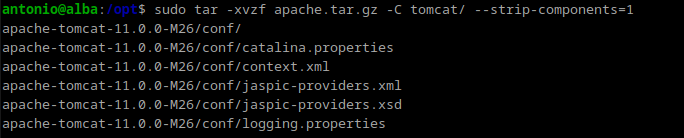 antonio@alba:/opt$ sudo tar -xvzf apache.tar.gz -C tomcat/ --strip-components=1
apache-tomcat-11.0.0-M26/conf/
apache-tomcat-11.0.0-M26/conf/catalina.properties
apache-tomcat-11.0.0-M26/conf/context.xml
apache-tomcat-11.0.0-M26/conf/jaspic-providers.xml
apache-tomcat-11.0.0-M26/conf/jaspic-providers.xsd
apache-tomcat-11.0.0-M26/conf/logging.properties